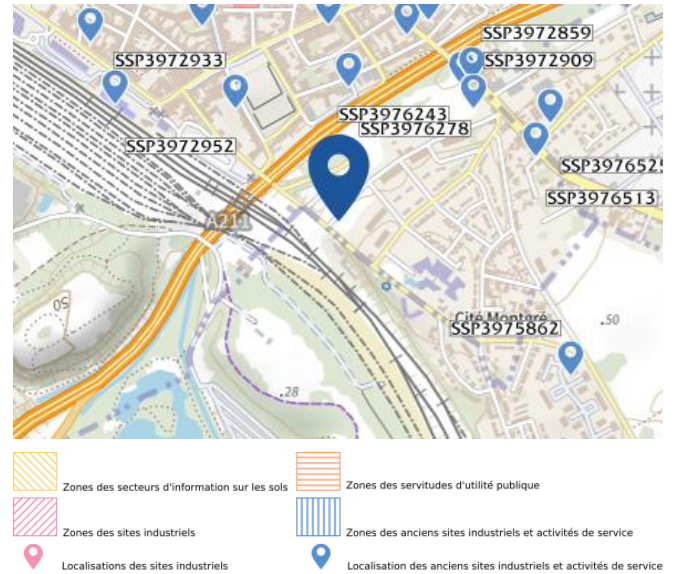 SSP3972859
SSP3972933
SSP3972909
SSP3976243
SSP3976278
SSP3972952
SSP3976525
SSP3976513
A211
Cité Montgré
SSP3975862
.50
50
.28
Zones des secteurs d'information sur les sols
Zones des servitudes d'utilité publique
Zones des sites industriels
Zones des anciens sites industriels et activités de service
Localisations des sites industriels
Localisation des anciens sites industriels et activités de service